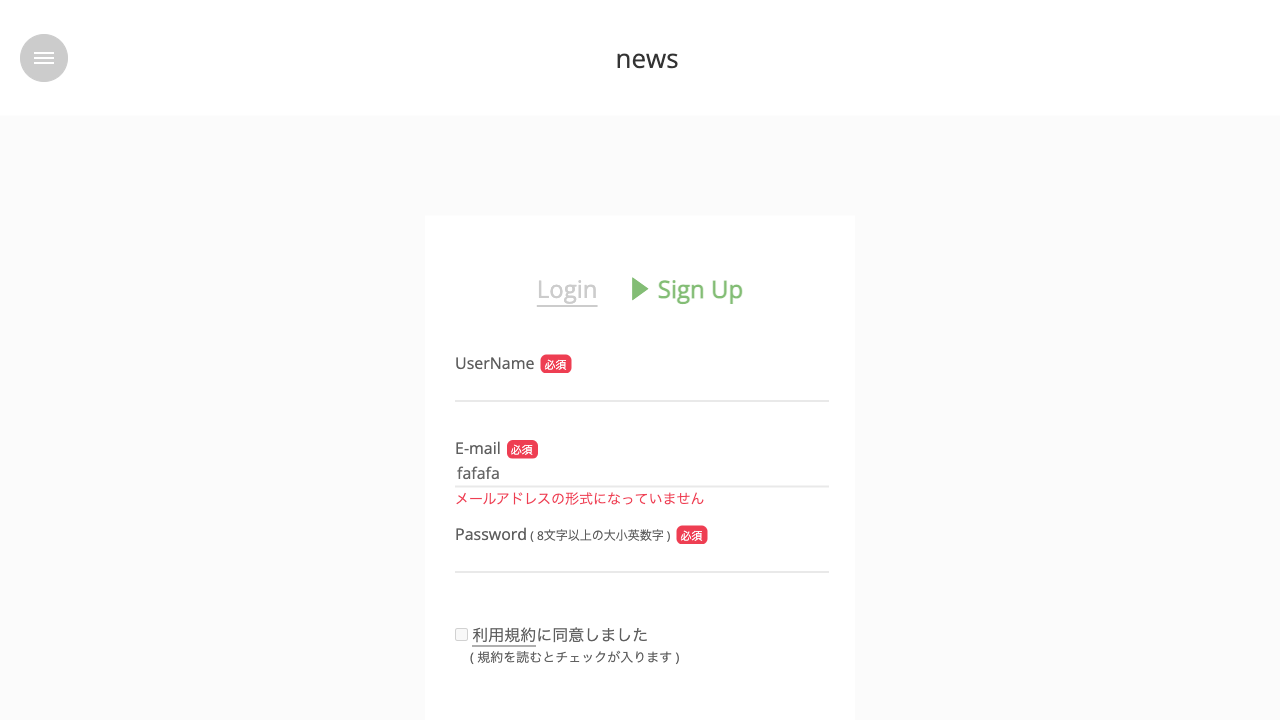 news
Login Sign Up
UserName 必須
E-mail 必須
fafafa
メールアドレスの形式になっていません
Password ( 8文字以上の大小英数字 ) 必須
利用規約に同意しました
( 規約を読むとチェックが入ります )